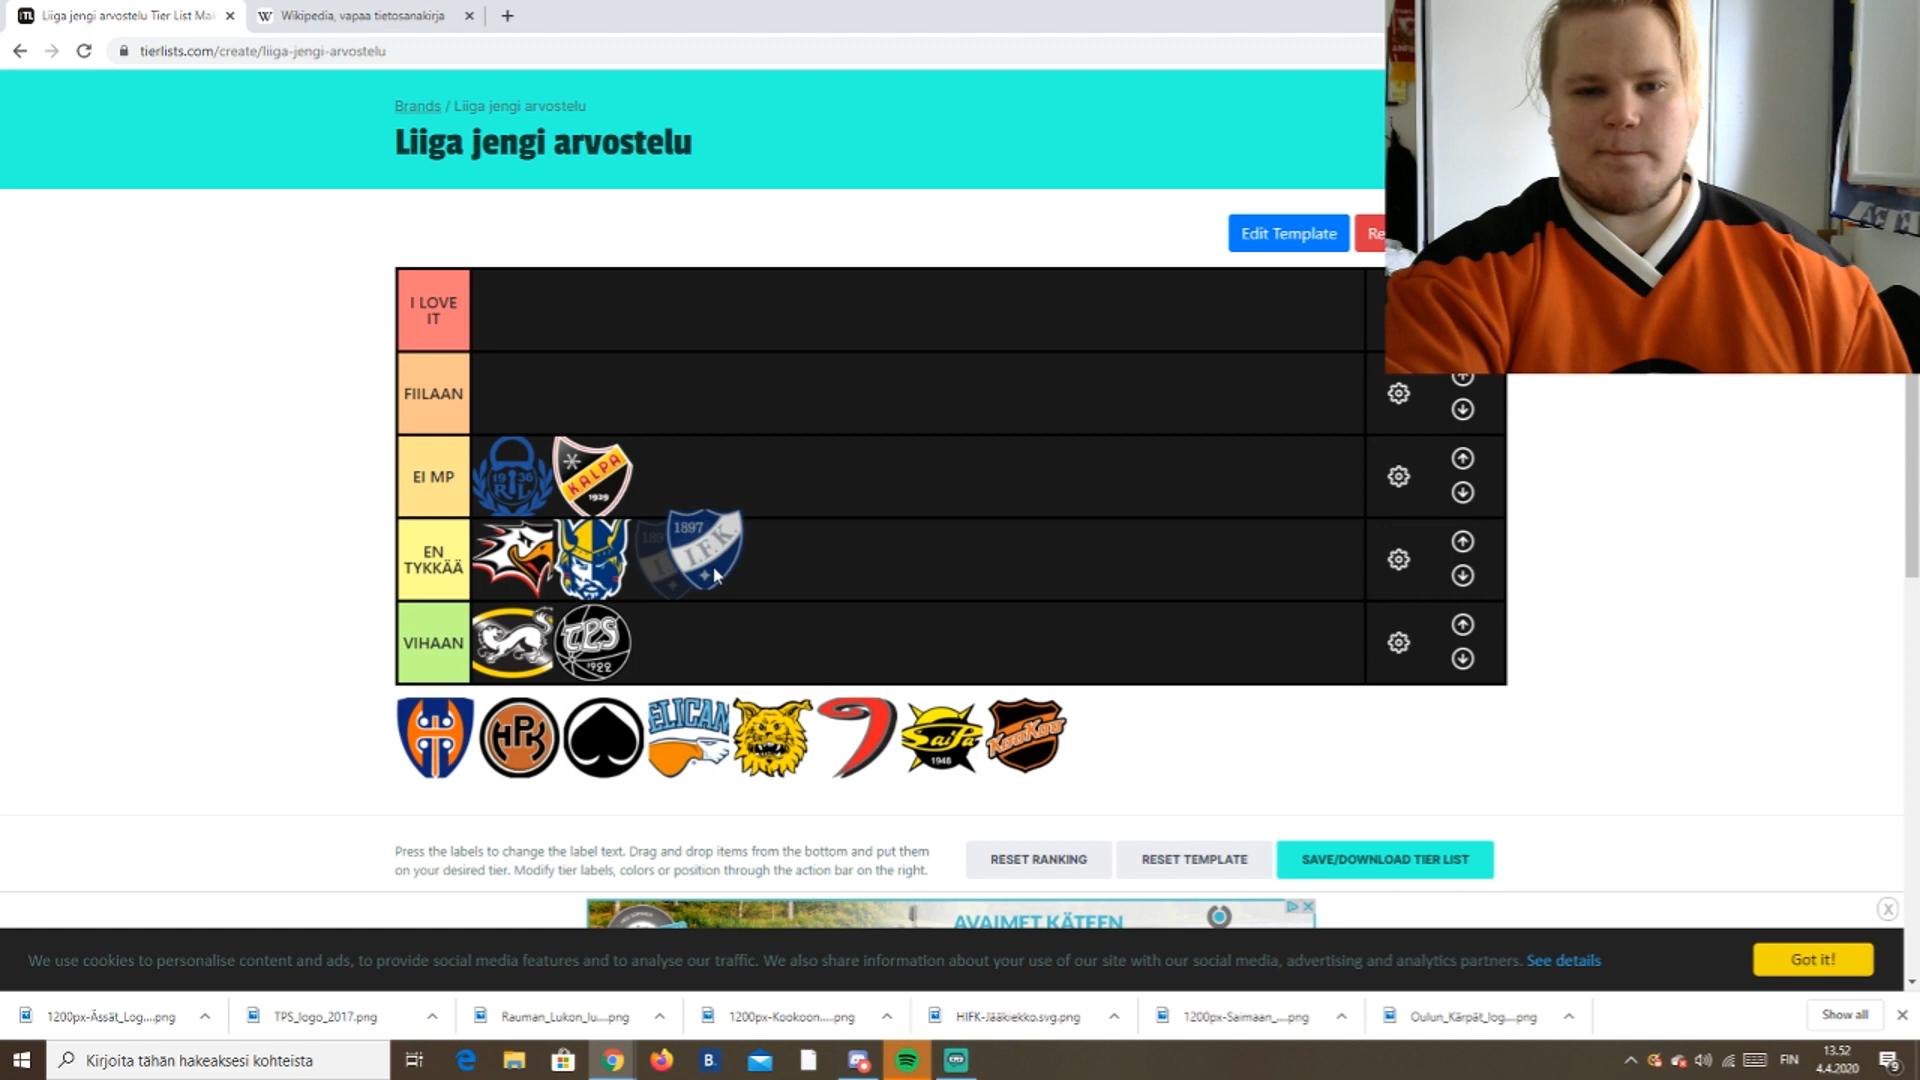 Liiga jengi arvostelu Tier List Ma
Wikipedia, vapaa tietosanakirja
tierlists.com/create/liiga-jengi-arvostelu
Brands / Liiga jengi arvostelu
Liiga jengi arvostelu
Edit Template
Re
I LOVE
IT
FIILAAN
EI MP
1936
RL
KALPA
1929
EN
TYKKÄÄ
1897
I.F.K.
VIHAAN
TPS
1922
HPK
ELICAN
SaiPa
1948
KooKoo
Press the labels to change the label text. Drag and drop items from the bottom and put them
on your desired tier. Modify tier labels, colors or position through the action bar on the right.
RESET RANKING
RESET TEMPLATE
SAVE/DOWNLOAD TIER LIST
AVAIMET KÄTEEN
We use cookies to personalise content and ads, to provide social media features and to analyse our traffic. We also share information about your use of our site with our social media, advertising and analytics partners. See details
Got it!
1200px-Ässät_Log....png
TPS_logo_2017.png
Rauman_Lukon_lu....png
1200px-Kookoon.....png
HIFK-Jääkiekko.svg.png
1200px-Saimaan_....png
Oulun_Kärpät_log....png
Show all
Kirjoita tähän hakeaksesi kohteista
FIN
13.52
4.4.2020